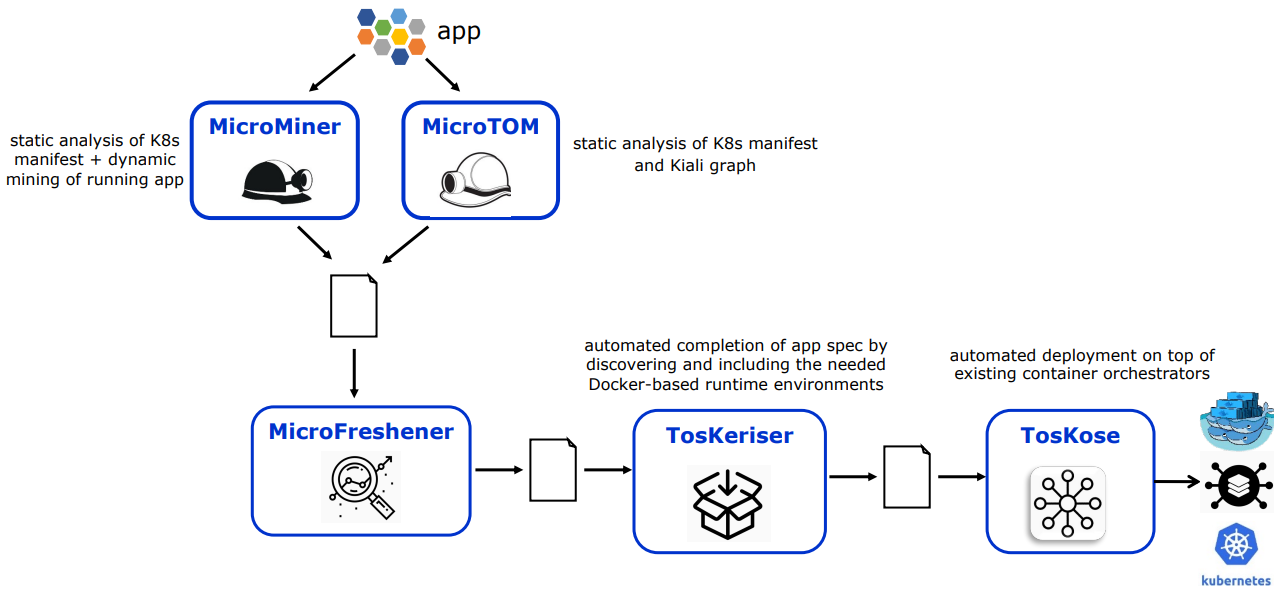 app
MicroMiner
MicroTOM
static analysis of K8s
manifest + dynamic
mining of running app
static analysis of K8s manifest
and Kiali graph
automated completion of app spec by
discovering and including the needed
Docker-based runtime environments
automated deployment on top of
existing container orchestrators
MicroFreshener
TosKeriser
TosKose
kubernetes